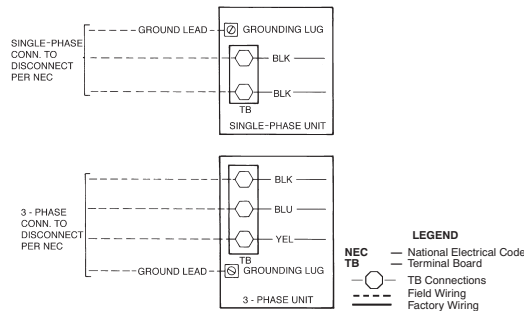 GROUND LEAD GROUNDING LUG
SINGLE-PHASE
CONN. TO
DISCONNECT
PER NEC
BLK
BLK
TB
SINGLE-PHASE UNIT
BLK
BLU
YEL
3 - PHASE
CONN. TO
DISCONNECT
PER NEC
TB
GROUND LEAD GROUNDING LUG
3 - PHASE UNIT
LEGEND
NEC — National Electrical Code
TB — Terminal Board
TB Connections
Field Wiring
Factory Wiring